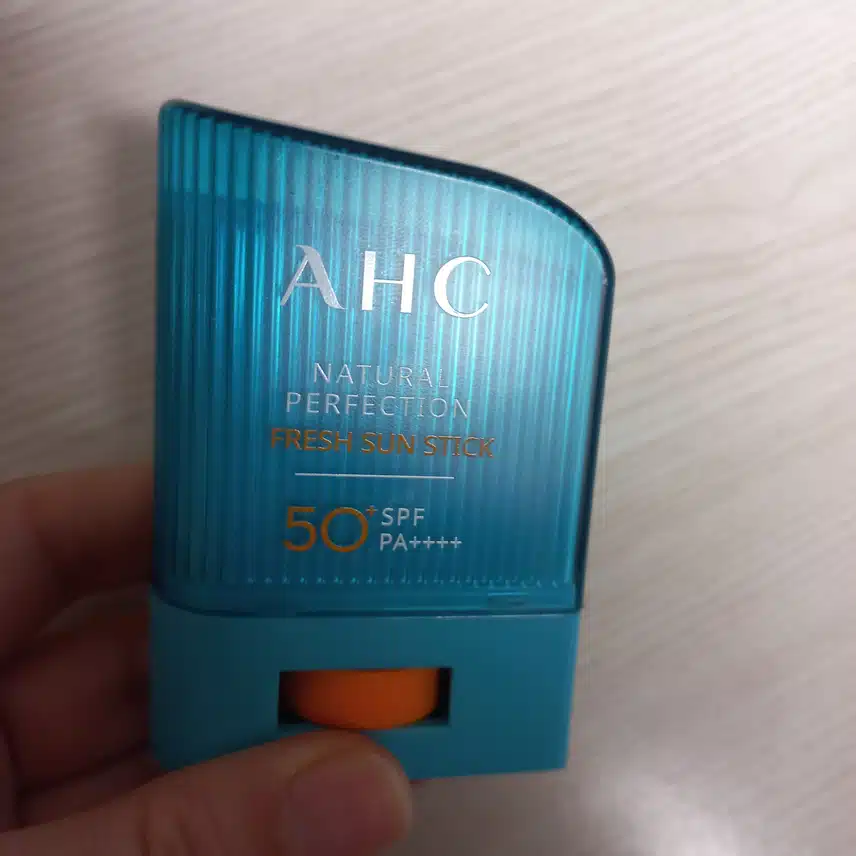 AHC
NATURAL
PERFECTION
FRESH SUN STICK
50+ SPF
PA++++